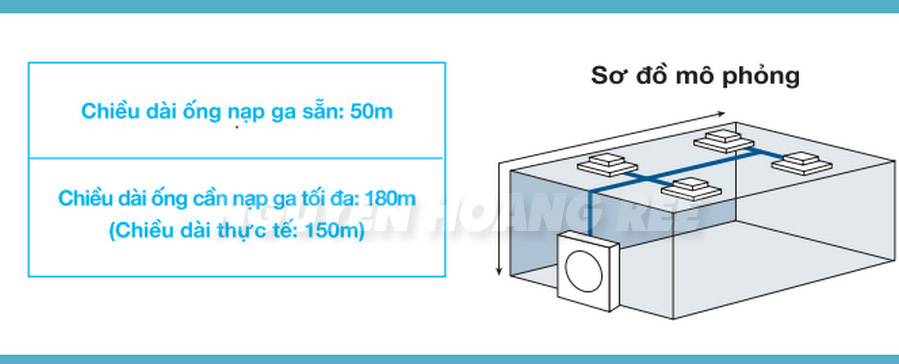 Chiều dài ống nạp ga sẵn: 50m
Chiều dài ống cần nạp ga tối đa: 180m
(Chiều dài thực tế: 150m)
Sơ đồ mô phỏng
NGUYEN HOANG REE